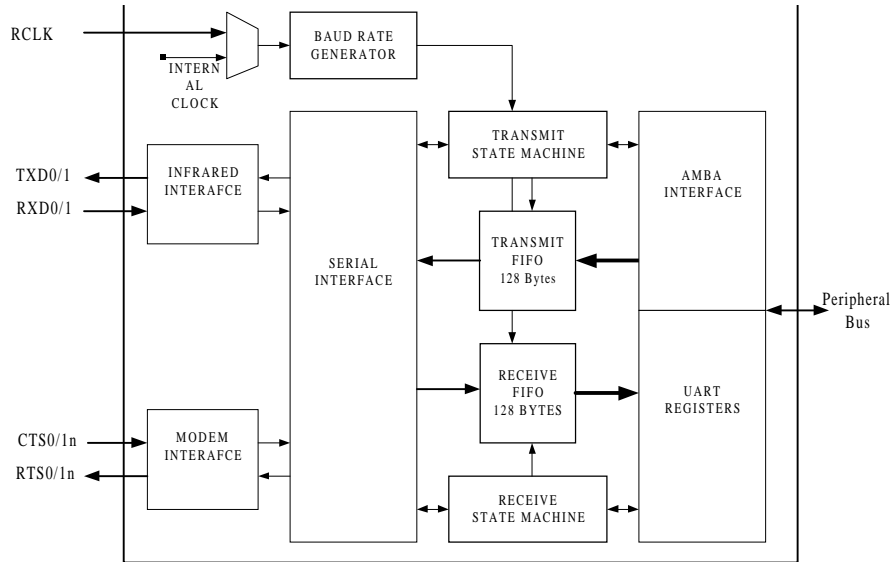 RCLK
INTERN
AL
CLOCK
BAUD RATE
GENERATOR
TRANSMIT
STATE MACHINE
AMBA
INTERFACE
TXD0/1
RXD0/1
INFRARED
INTERAFCE
SERIAL
INTERFACE
TRANSMIT
FIFO
128 Bytes
Peripheral
Bus
RECEIVE
FIFO
128 BYTES
UART
REGISTERS
CTS0/1n
RTS0/1n
MODEM
INTERAFCE
RECEIVE
STATE MACHINE